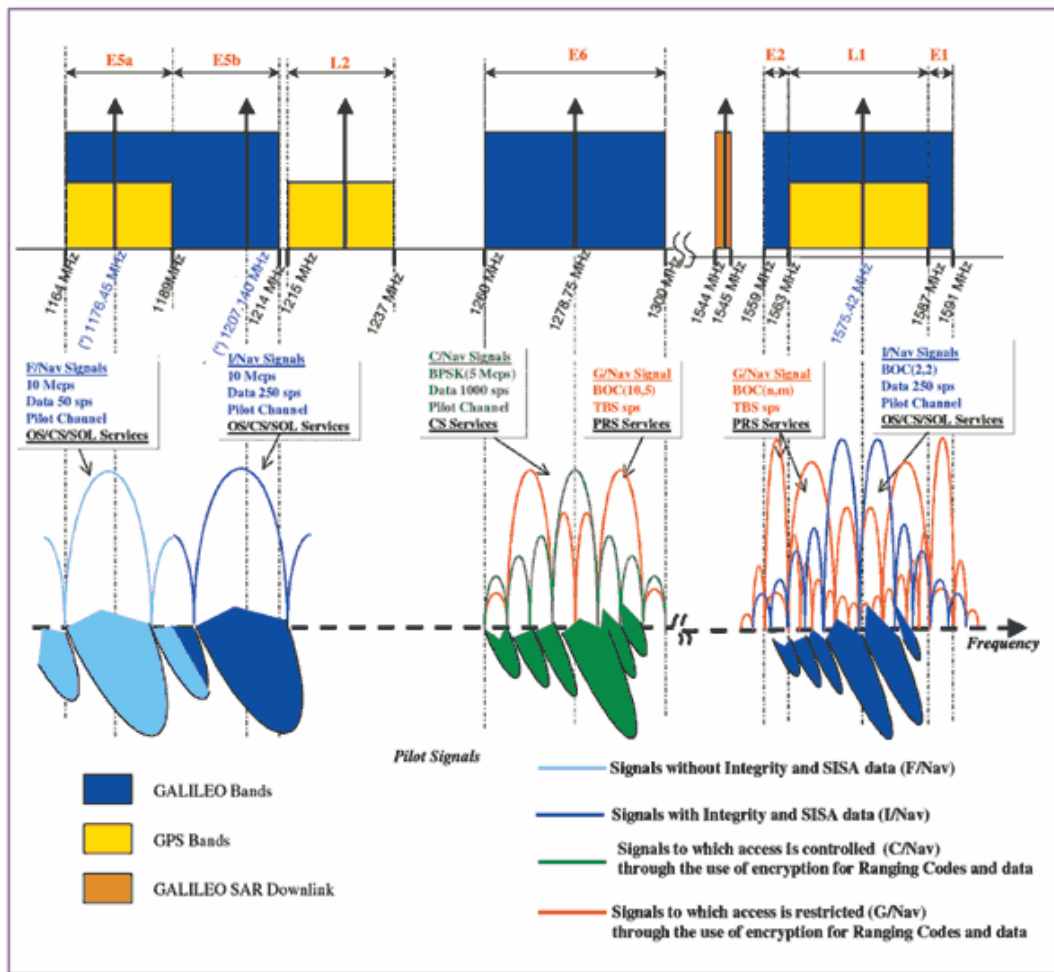 E5a E5b L2 E6 E2 L1 E1
1164 MHz
(*) 1176.45 MHz
1189MHz
(*) 1207.140 MHz
1214 MHz
1215 MHz
1237 MHz
1260 MHz
1278.75 MHz
1300 MHz
1544 MHz
1545 MHz
1559 MHz
1563 MHz
1575.42 MHz
1587 MHz
1591 MHz
F/Nav Signals
10 Mcps
Data 50 sps
Pilot Channel
OS/CS/SOL Services
I/Nav Signals
10 Mcps
Data 250 sps
Pilot Channel
OS/CS/SOL Services
C/Nav Signals
BPSK(5 Mcps)
Data 1000 sps
Pilot Channel
CS Services
G/Nav Signal
BOC(10,5)
TBS sps
PRS Services
G/Nav Signal
BOC(n,m)
TBS sps
PRS Services
I/Nav Signals
BOC(2,2)
Data 250 sps
Pilot Channel
OS/CS/SOL Services
Frequency
Pilot Signals
GALILEO Bands
GPS Bands
GALILEO SAR Downlink
Signals without Integrity and SISA data (F/Nav)
Signals with Integrity and SISA data (I/Nav)
Signals to which access is controlled (C/Nav)
through the use of encryption for Ranging Codes and data
Signals to which access is restricted (G/Nav)
through the use of encryption for Ranging Codes and data